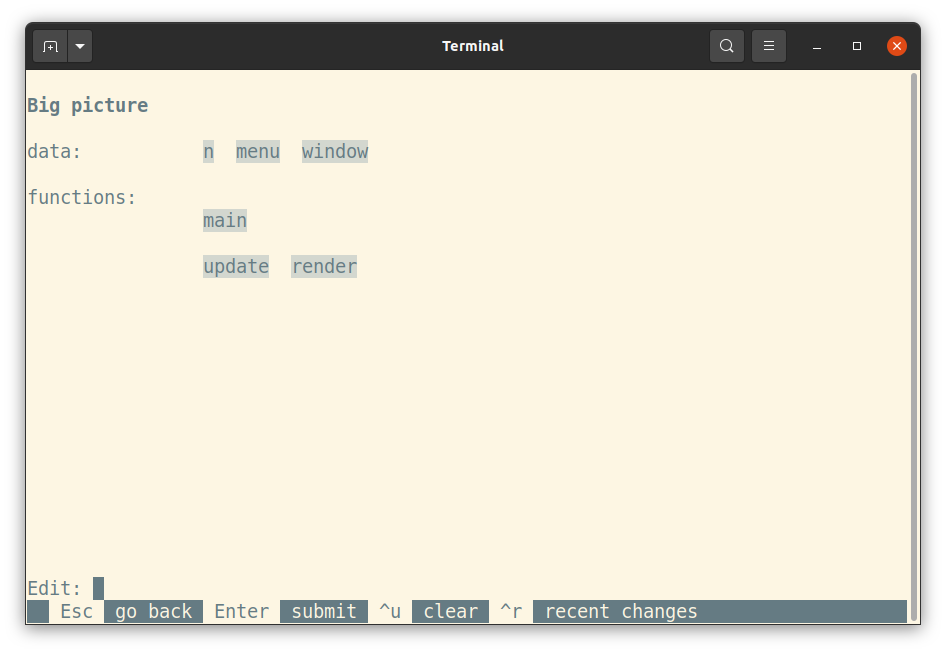 Terminal
Big picture
data: n menu window
functions:
main
update render
Edit:
Esc go back Enter submit ^u clear ^r recent changes